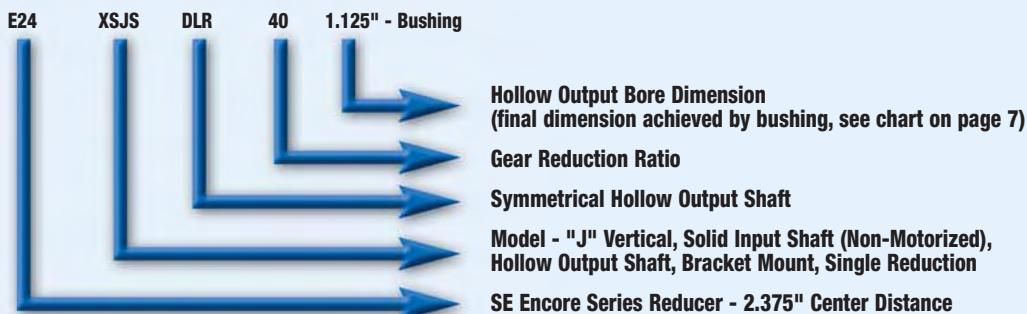 E24 XSJS DLR 40 1.125" - Bushing
Hollow Output Bore Dimension
(final dimension achieved by bushing, see chart on page 7)
Gear Reduction Ratio
Symmetrical Hollow Output Shaft
Model - "J" Vertical, Solid Input Shaft (Non-Motorized),
Hollow Output Shaft, Bracket Mount, Single Reduction
SE Encore Series Reducer - 2.375" Center Distance